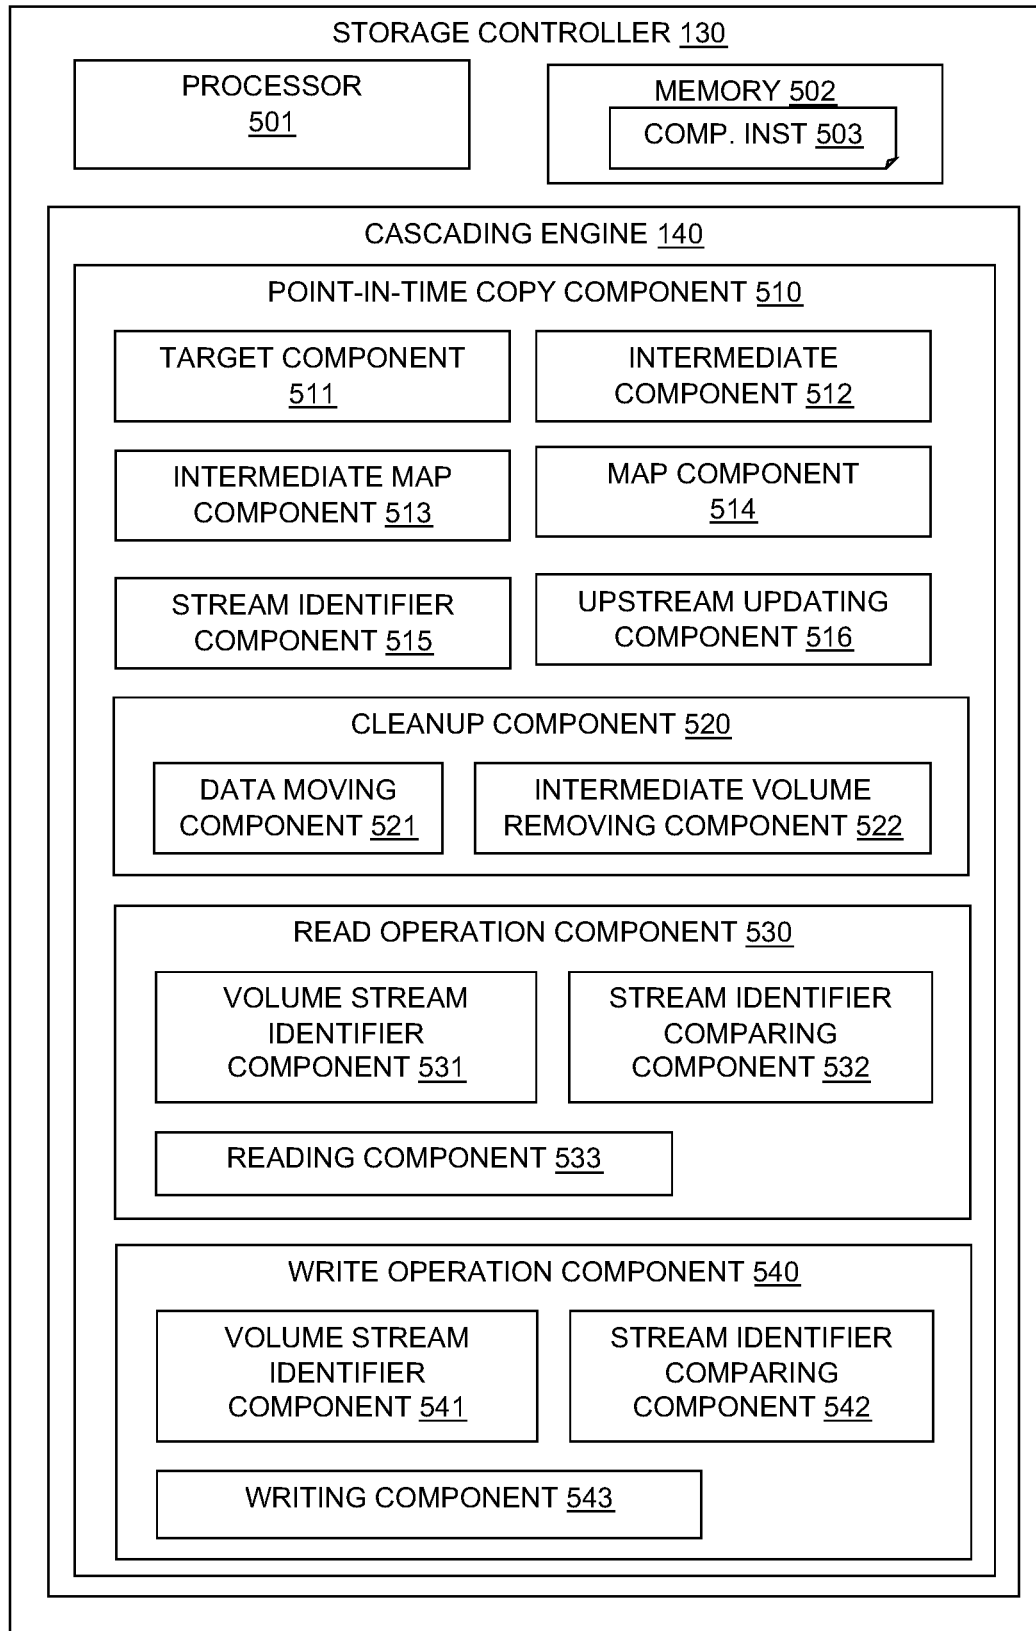 STORAGE CONTROLLER 130
PROCESSOR
501
MEMORY 502
COMP. INST 503
CASCADING ENGINE 140
POINT-IN-TIME COPY COMPONENT 510
TARGET COMPONENT
511
INTERMEDIATE
COMPONENT 512
INTERMEDIATE MAP
COMPONENT 513
MAP COMPONENT
514
STREAM IDENTIFIER
COMPONENT 515
UPSTREAM UPDATING
COMPONENT 516
CLEANUP COMPONENT 520
DATA MOVING
COMPONENT 521
INTERMEDIATE VOLUME
REMOVING COMPONENT 522
READ OPERATION COMPONENT 530
VOLUME STREAM
IDENTIFIER
COMPONENT 531
STREAM IDENTIFIER
COMPARING
COMPONENT 532
READING COMPONENT 533
WRITE OPERATION COMPONENT 540
VOLUME STREAM
IDENTIFIER
COMPONENT 541
STREAM IDENTIFIER
COMPARING
COMPONENT 542
WRITING COMPONENT 543